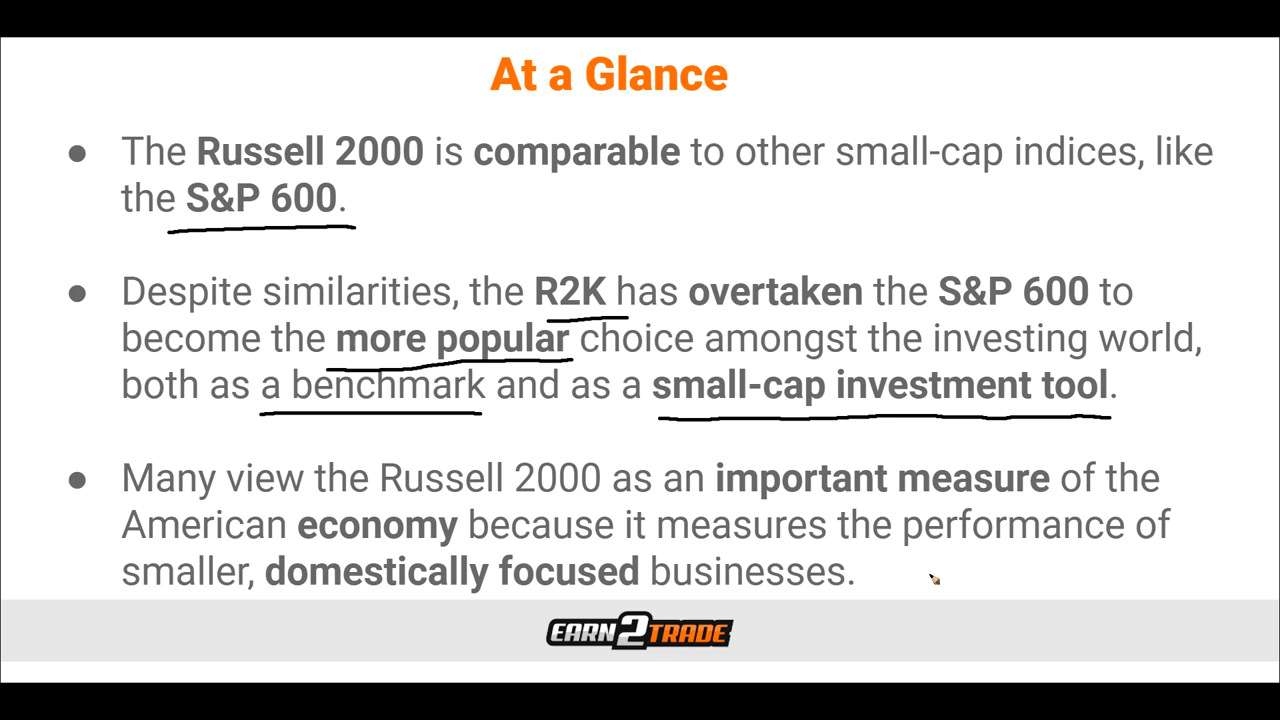 At a Glance
● The Russell 2000 is comparable to other small-cap indices, like
the S&P 600.
● Despite similarities, the R2K has overtaken the S&P 600 to
become the more popular choice amongst the investing world,
both as a benchmark and as a small-cap investment tool.
● Many view the Russell 2000 as an important measure of the
American economy because it measures the performance of
smaller, domestically focused businesses.
EARN2TRADE